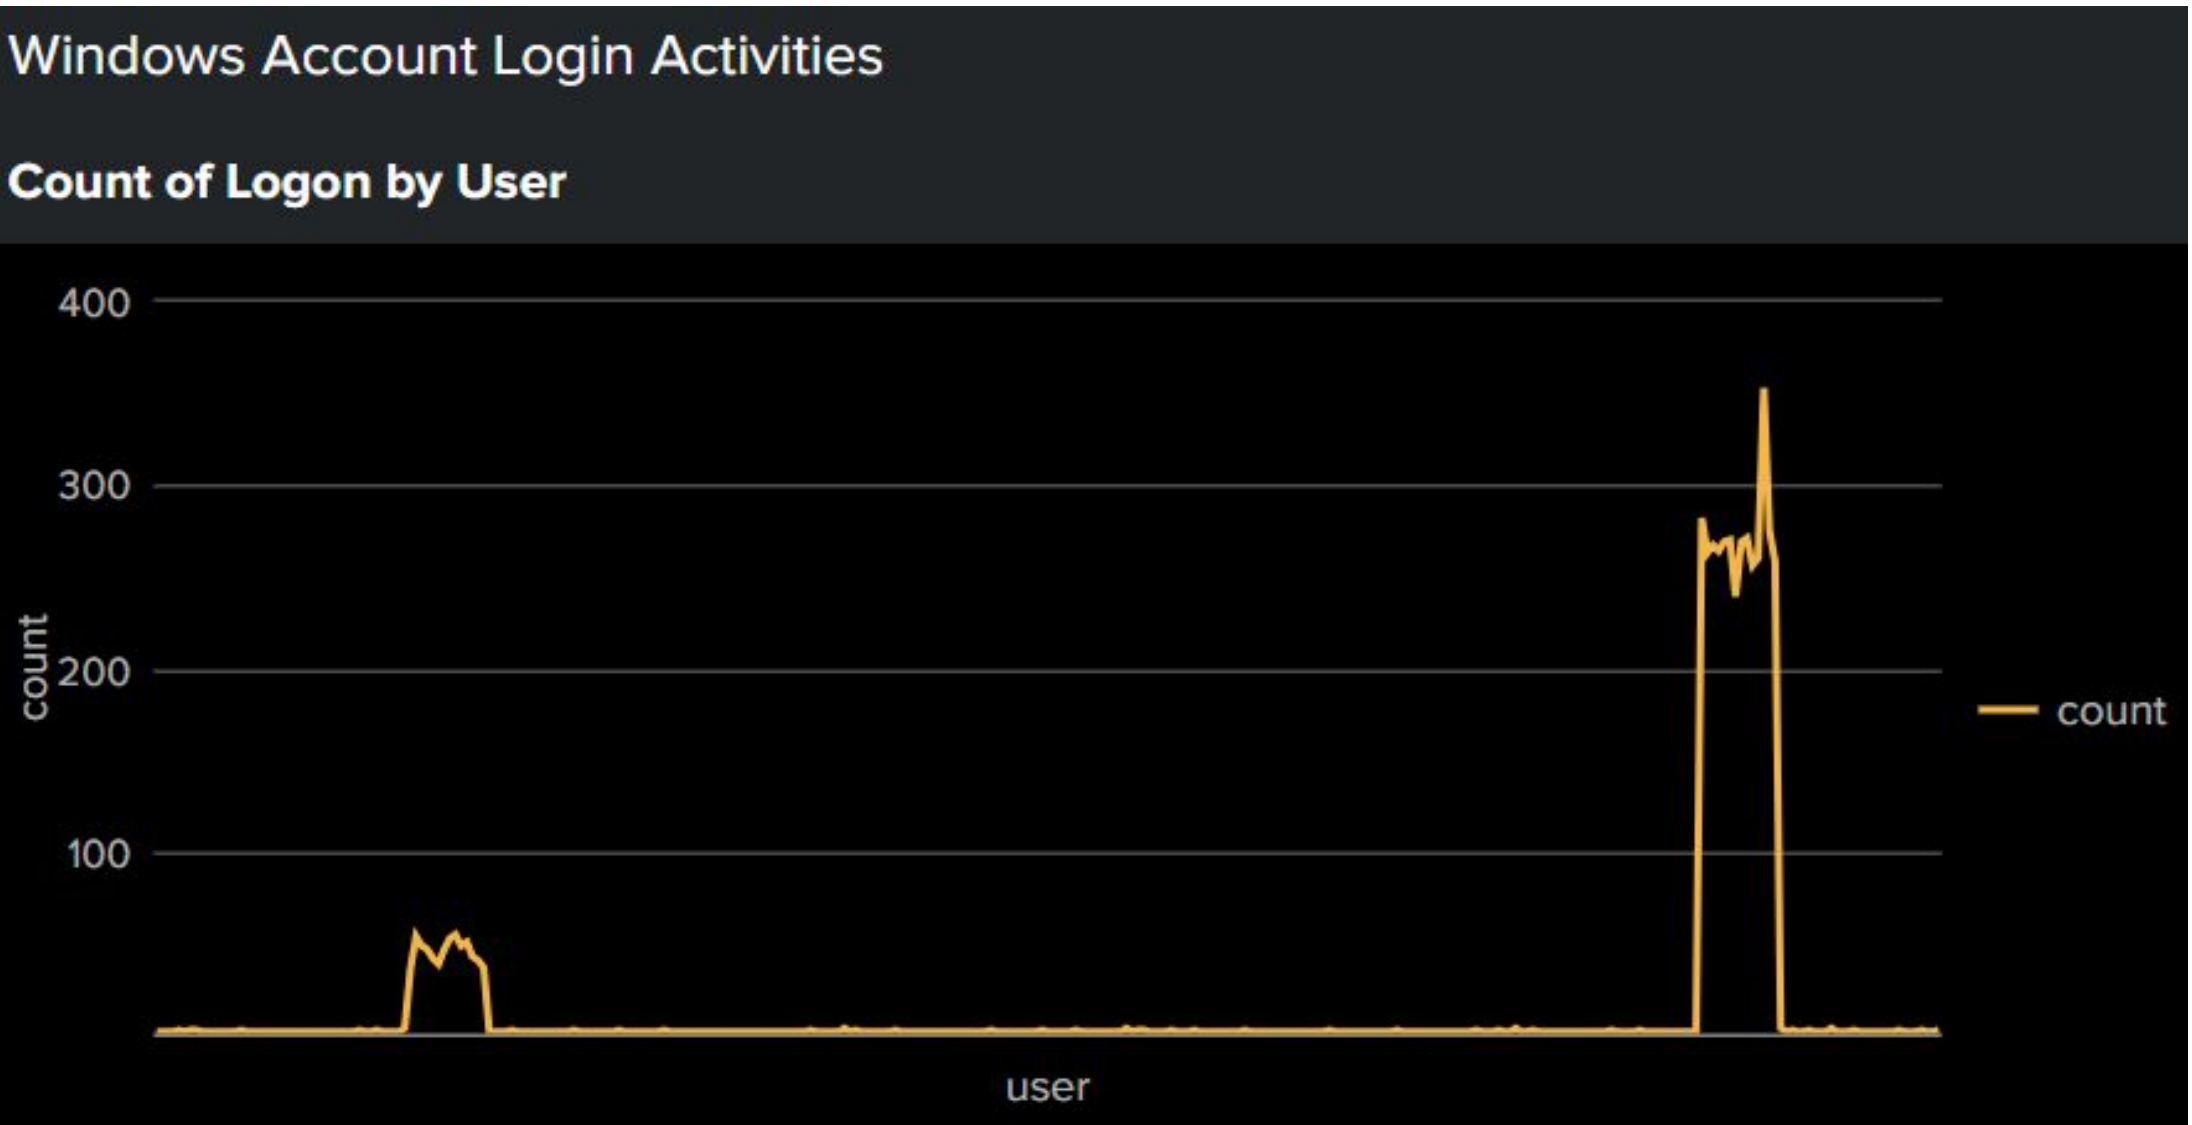 Windows Account Login Activities
Count of Logon by User
400
300
200
100
count
count
user